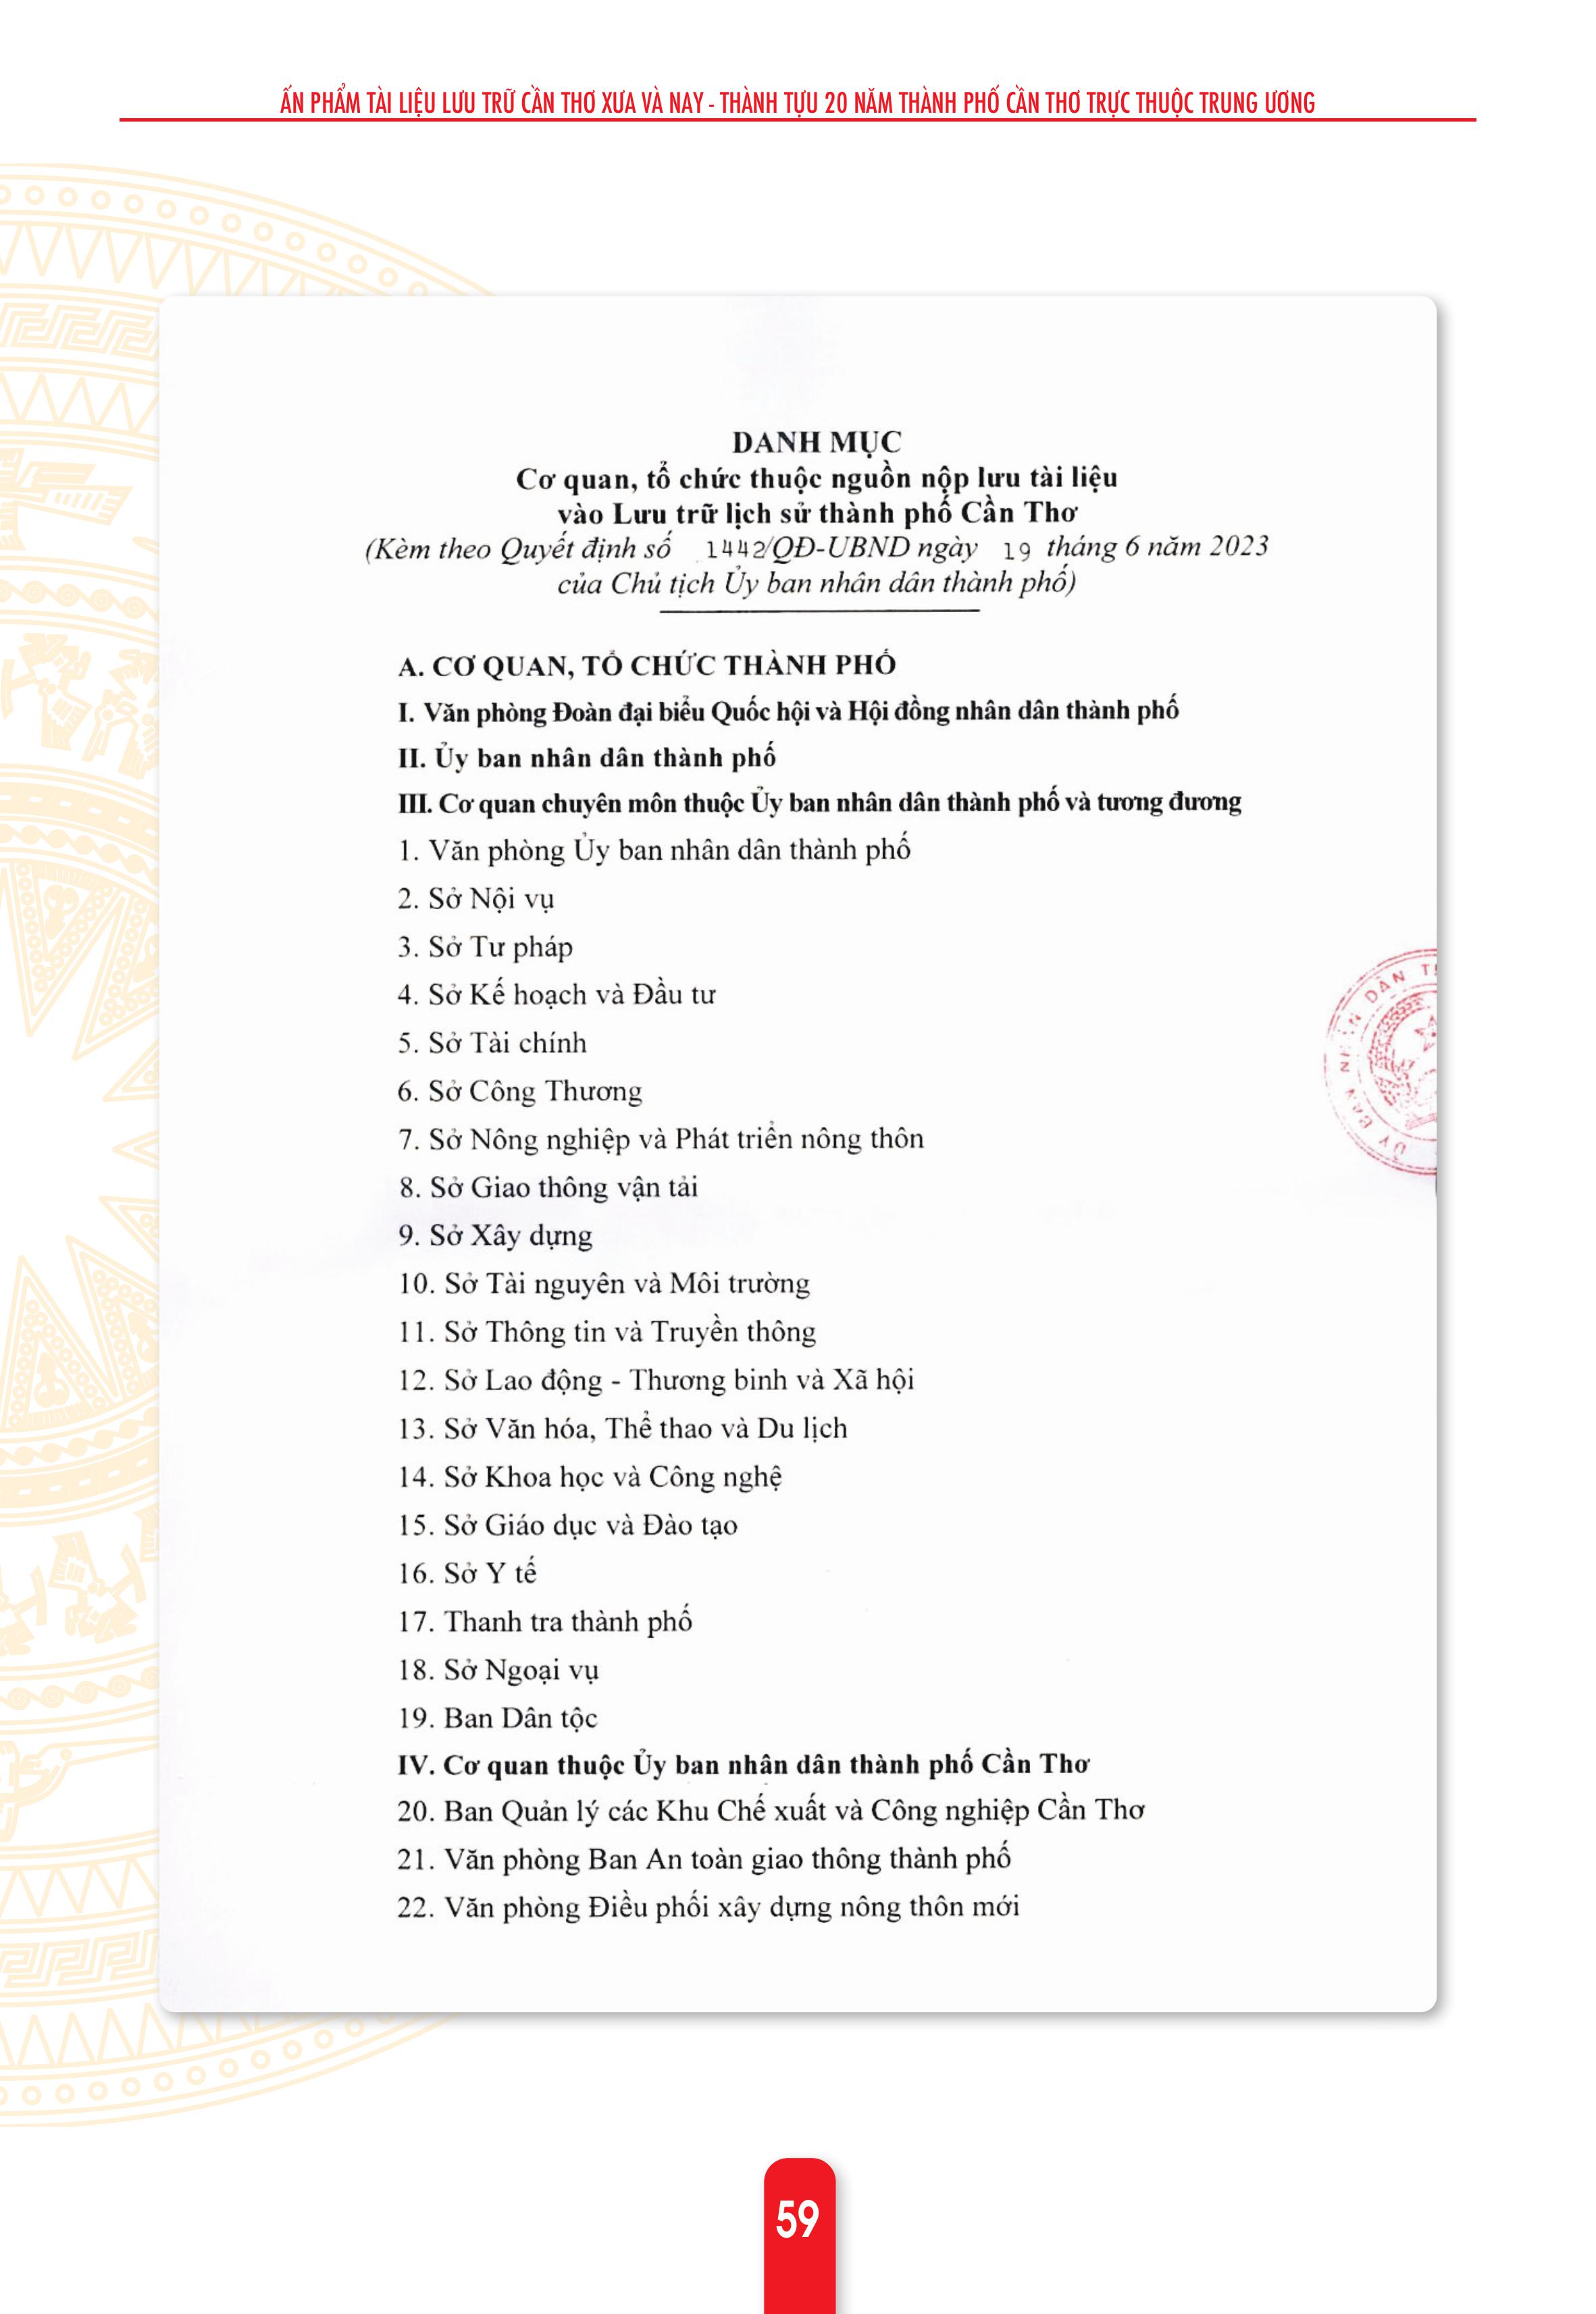 ẤN PHẨM TÀI LIỆU LƯU TRỮ CẦN THƠ XƯA VÀ NAY - THÀNH TỰU 20 NĂM THÀNH PHỐ CẦN THƠ TRỰC THUỘC TRUNG ƯƠNG
DANH MỤC
Cơ quan, tổ chức thuộc nguồn nộp lưu tài liệu
vào Lưu trữ lịch sử thành phố Cần Thơ
(Kèm theo Quyết định số 1442/QĐ-UBND ngày 19 tháng 6 năm 2023
của Chủ tịch Ủy ban nhân dân thành phố)
A. CƠ QUAN, TỔ CHỨC THÀNH PHỐ
I. Văn phòng Đoàn đại biểu Quốc hội và Hội đồng nhân dân thành phố
II. Ủy ban nhân dân thành phố
III. Cơ quan chuyên môn thuộc Ủy ban nhân dân thành phố và tương đương
1. Văn phòng Ủy ban nhân dân thành phố
2. Sở Nội vụ
3. Sở Tư pháp
4. Sở Kế hoạch và Đầu tư
5. Sở Tài chính
6. Sở Công Thương
7. Sở Nông nghiệp và Phát triển nông thôn
8. Sở Giao thông vận tải
9. Sở Xây dựng
10. Sở Tài nguyên và Môi trường
11. Sở Thông tin và Truyền thông
12. Sở Lao động - Thương binh và Xã hội
13. Sở Văn hóa, Thể thao và Du lịch
14. Sở Khoa học và Công nghệ
15. Sở Giáo dục và Đào tạo
16. Sở Y tế
17. Thanh tra thành phố
18. Sở Ngoại vụ
19. Ban Dân tộc
IV. Cơ quan thuộc Ủy ban nhân dân thành phố Cần Thơ
20. Ban Quản lý các Khu Chế xuất và Công nghiệp Cần Thơ
21. Văn phòng Ban An toàn giao thông thành phố
22. Văn phòng Điều phối xây dựng nông thôn mới
ỦY BAN NHÂN DÂN
59